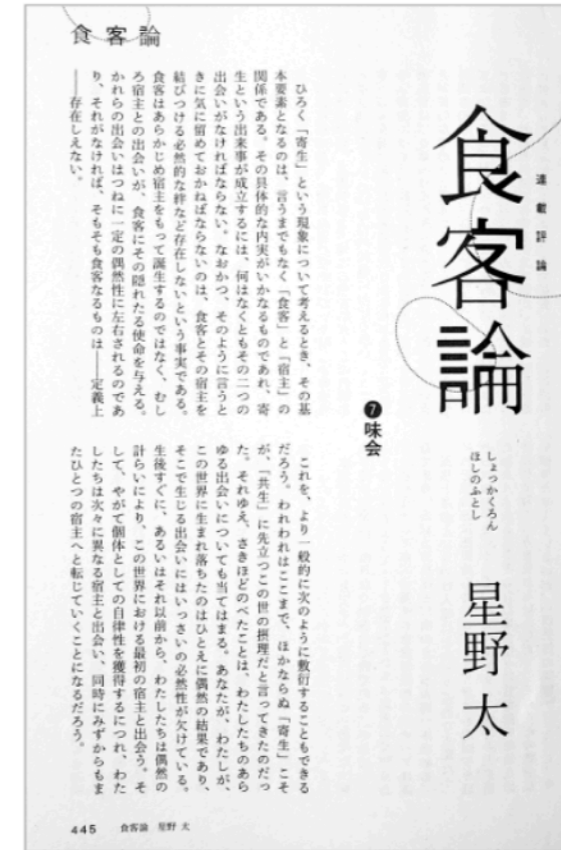 食客論
連載評論
食客論
しょっかくろん
ほしのふとし
星野 太
❼味会
ひろく「寄生」という現象について考えるとき、その基
本要素となるのは、言うまでもなく「食客」と「宿主」の
関係である。その具体的な内実がいかなるものであれ、寄
生という出来事が成立するには、何はなくともその二つの
出会いがなければならない。なおかつ、そのように言うと
きに気に留めておかねばならないのは、食客とその宿主を
結びつける必然的な絆など存在しないという事実である。
食客はあらかじめ宿主をもって誕生するのではなく、むし
ろ宿主との出会いが、食客にその隠れたる使命を与える。
かれらの出会いはつねに一定の偶然性に左右されるのであ
り、それがなければ、そもそも食客なるものは——定義上
——存在しえない。
これを、より一般的に次のように敷衍することもできる
だろう。われわれはここまで、ほかならぬ「寄生」こそ
が、「共生」に先立つこの世の摂理だと言ってきたのだっ
た。それゆえ、さきほどのべたことは、わたしたちのあら
ゆる出会いについても当てはまる。あなたが、わたしが、
この世界に生まれ落ちたのはひとえに偶然の結果であり、
そこで生じる出会いにはいっさいの必然性が欠けている。
生後すぐに、あるいはそれ以前から、わたしたちは偶然の
計らいにより、この世界における最初の宿主と出会う。そ
して、やがて個体としての自律性を獲得するにつれ、わた
したちは次々に異なる宿主と出会い、同時にみずからもま
たひとつの宿主へと転じていくことになるだろう。
445 食客論 星野 太